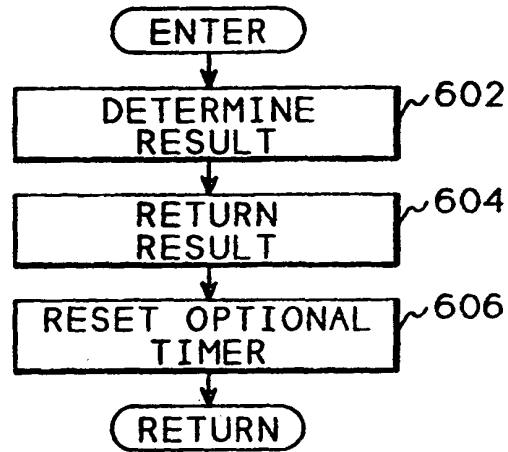 ENTER
DETERMINE
RESULT
602
RETURN
RESULT
604
RESET OPTIONAL
TIMER
606
RETURN